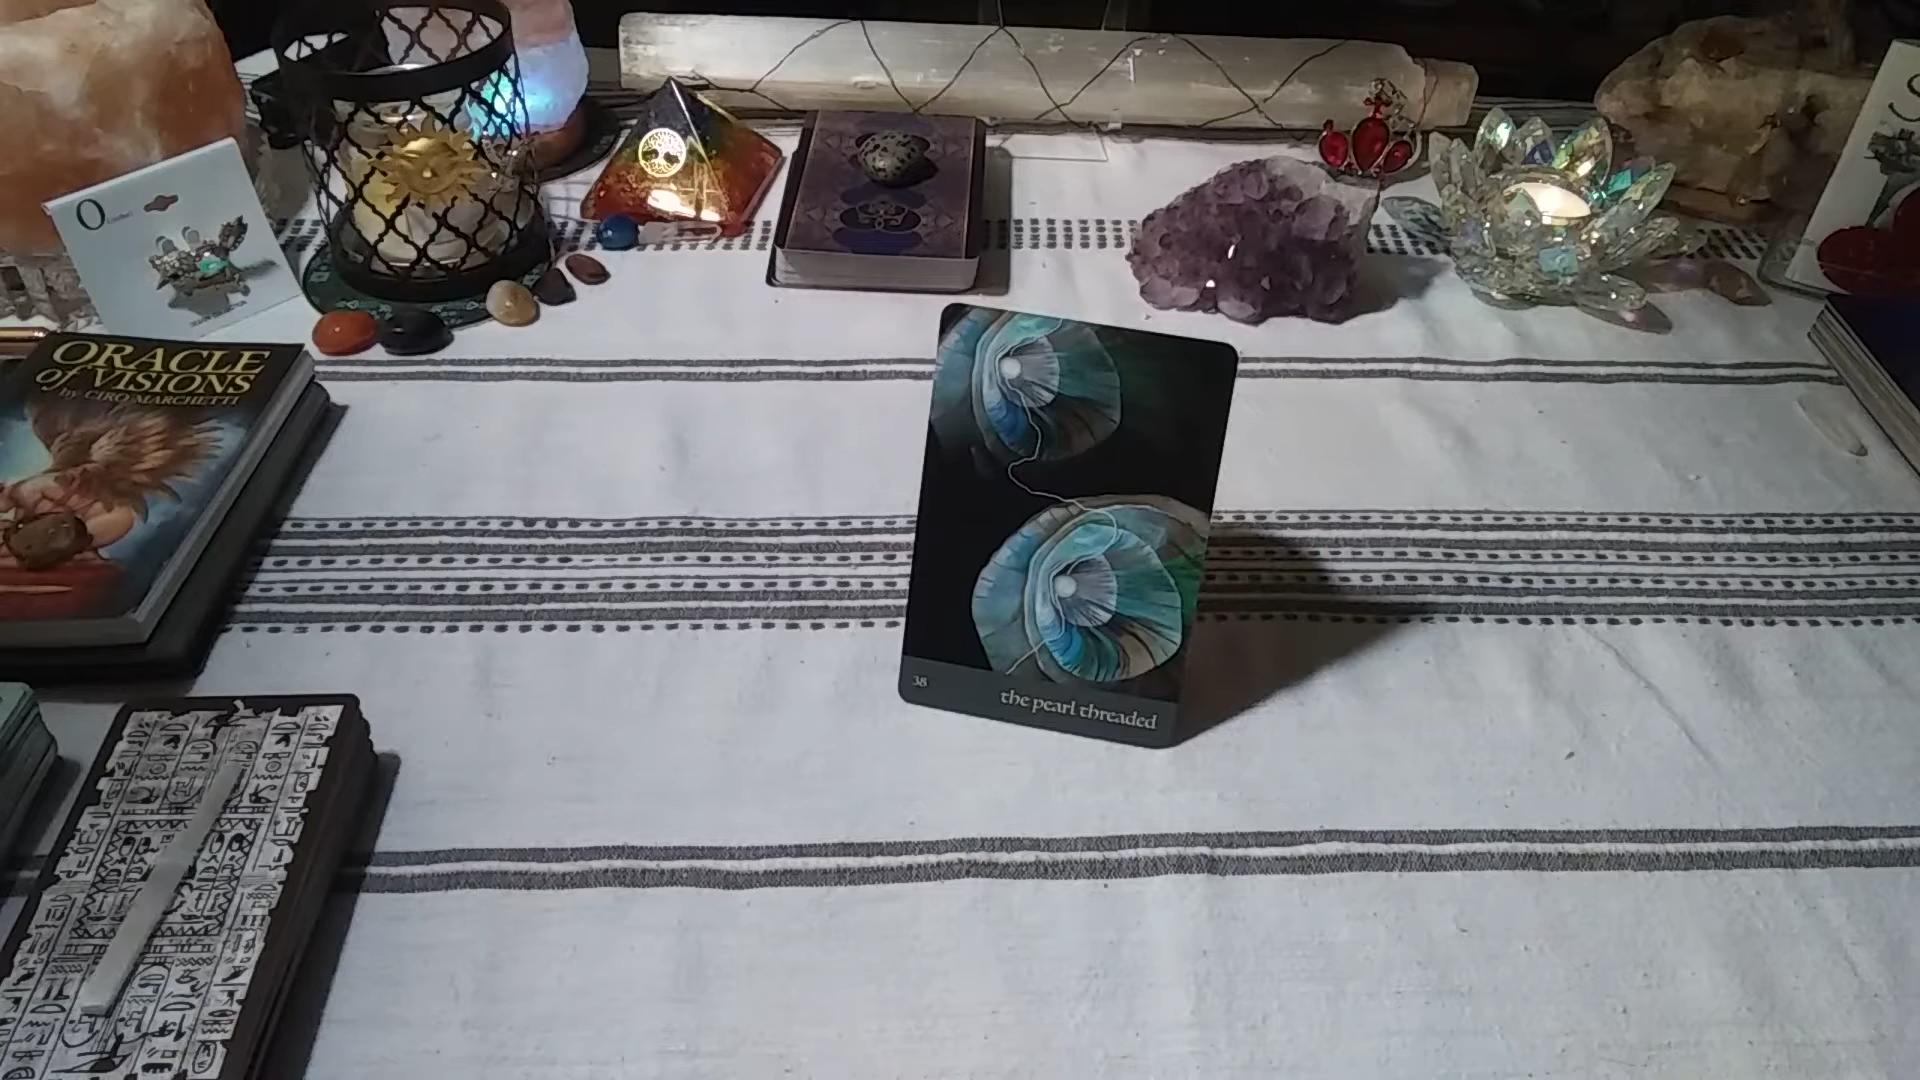 O
ORACLE
of VISIONS
by CIRO MARCHETTI
38
the pearl threaded
S